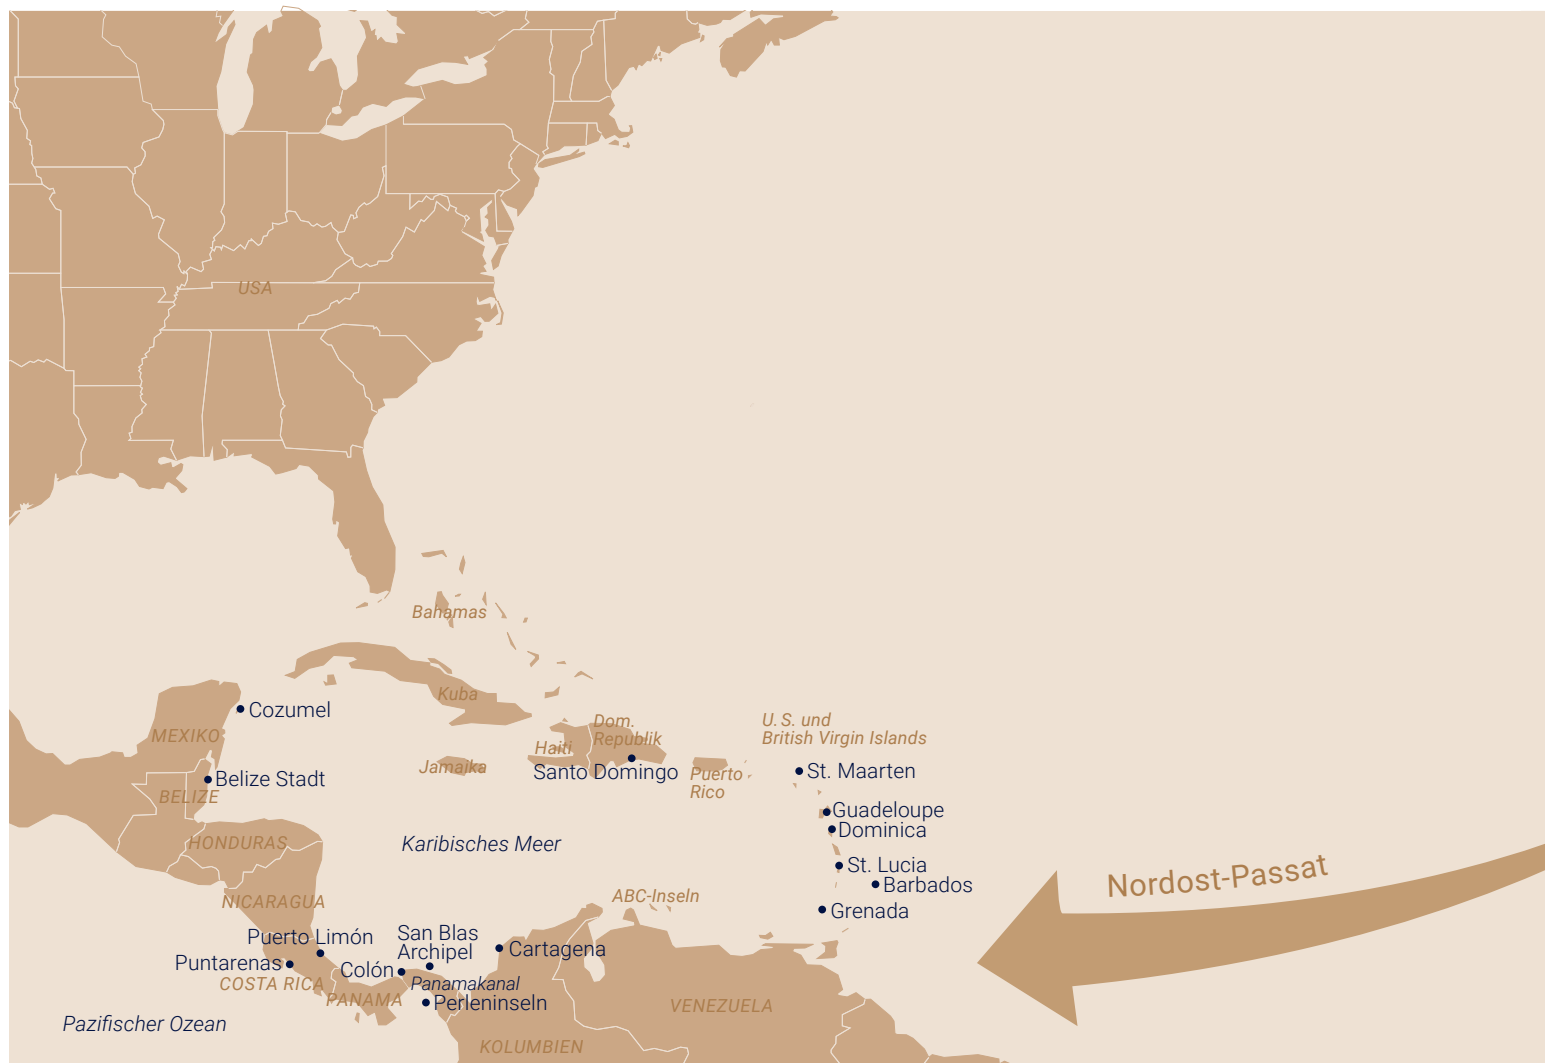 USA
Bahamas
Kuba
Cozumel
MEXIKO
Dom.
Republik
Haiti
Jamaika
Santo Domingo
Puerto
Rico
U. S. und
British Virgin Islands
St. Maarten
Belize Stadt
BELIZE
Guadeloupe
Dominica
HONDURAS
Karibisches Meer
St. Lucia
Barbados
Nordost-Passat
NICARAGUA
ABC-Inseln
Grenada
Puerto Limón
San Blas
Archipel
Cartagena
Puntarenas
Colón
COSTA RICA
Panamakanal
PANAMA
Perleninseln
VENEZUELA
Pazifischer Ozean
KOLUMBIEN